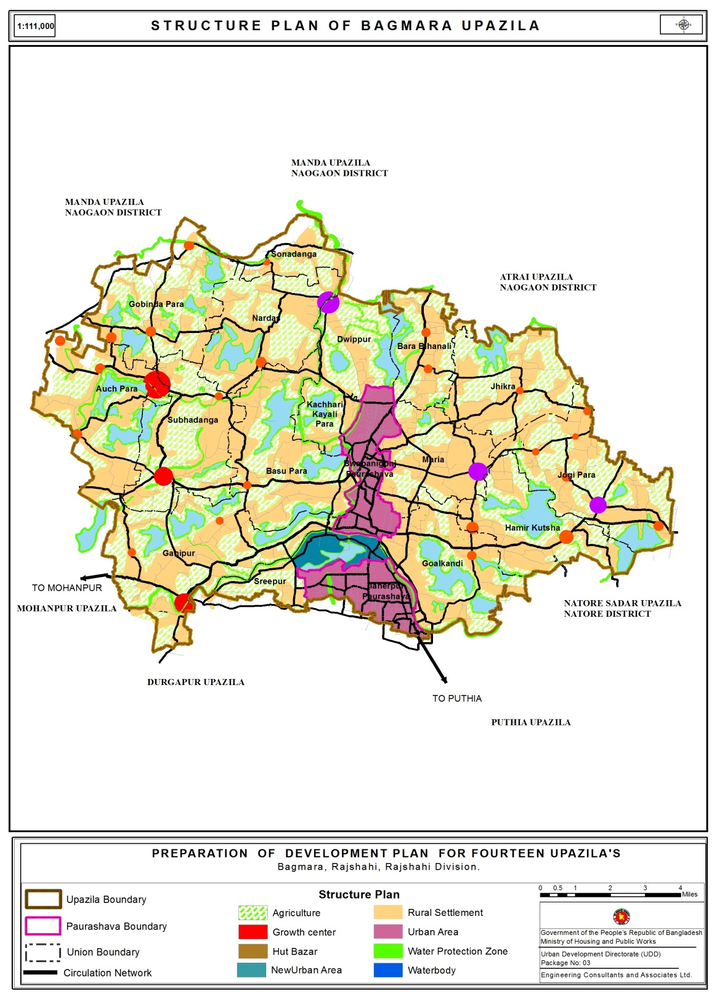 1:111,000
STRUCTURE PLAN OF BAGMARA UPAZILA
MANDA UPAZILA
NAOGAON DISTRICT
MANDA UPAZILA
NAOGAON DISTRICT
ATRAI UPAZILA
NAOGAON DISTRICT
Sonadanga
Gobinda Para
Nardas
Dwippur
Bara Bihanali
Auch Para
Jhikra
Kachhari
Kayali
Para
Subhadanga
Maria
Bwabanigonj
Paurashava
Basu Para
Jogi Para
Hamir Kutsha
Ganipur
Goalkandi
Sreepur
Taherpur
Paurashava
TO MOHANPUR
MOHANPUR UPAZILA
NATORE SADAR UPAZILA
NATORE DISTRICT
DURGAPUR UPAZILA
TO PUTHIA
PUTHIA UPAZILA
PREPARATION OF DEVELOPMENT PLAN FOR FOURTEEN UPAZILA'S
Bagmara, Rajshahi, Rajshahi Division.
Upazila Boundary
Paurashava Boundary
Union Boundary
Circulation Network
Structure Plan
Agriculture
Growth center
Hut Bazar
NewUrban Area
Rural Settlement
Urban Area
Water Protection Zone
Waterbody
0 0.5 1 2 3 4
Miles
Government of the People's Republic of Bangladesh
Ministry of Housing and Public Works
Urban Development Directorate (UDD)
Package No: 03
Engineering Consultants and Associates Ltd.